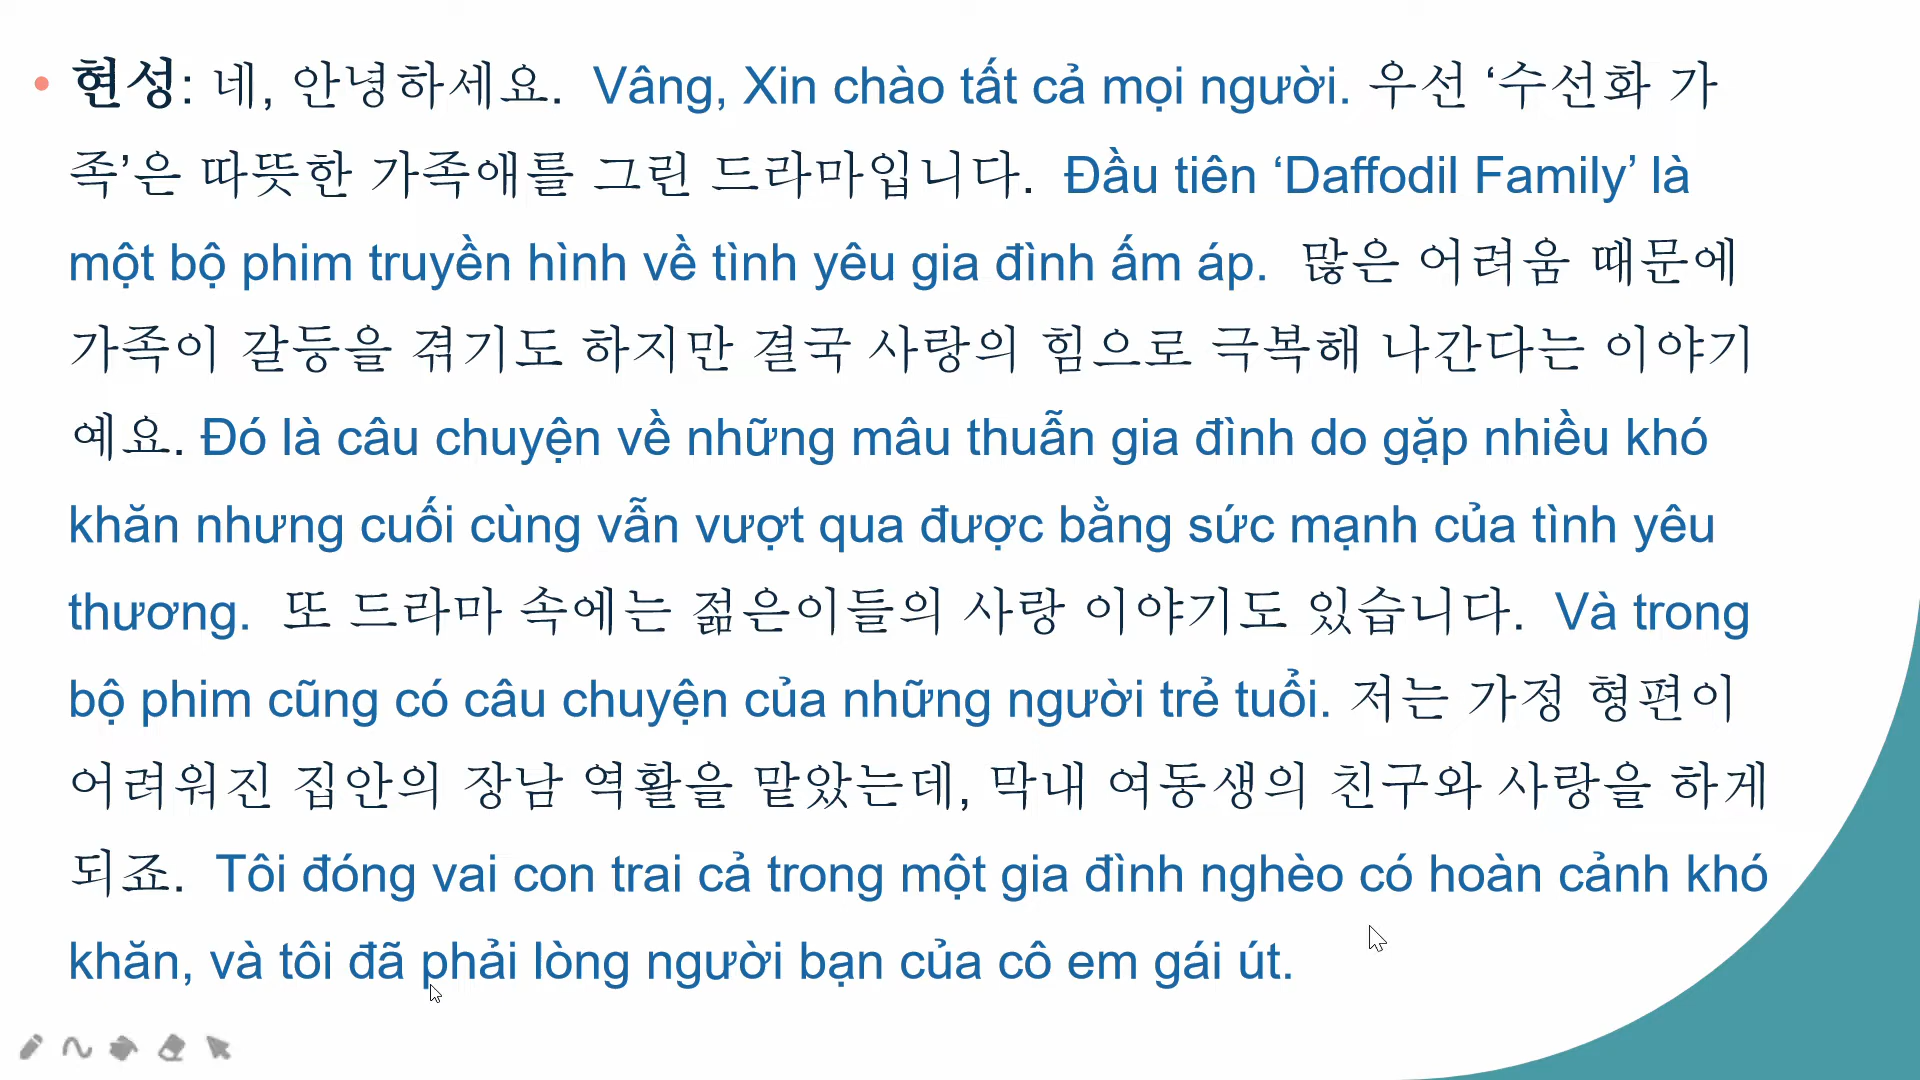 • 현성: 네, 안녕하세요. Vâng, Xin chào tất cả mọi người. 우선 ‘수선화 가
족’은 따뜻한 가족애를 그린 드라마입니다. Đầu tiên ‘Daffodil Family’ là
một bộ phim truyền hình về tình yêu gia đình ấm áp. 많은 어려움 때문에
가족이 갈등을 겪기도 하지만 결국 사랑의 힘으로 극복해 나간다는 이야기
예요. Đó là câu chuyện về những mâu thuẫn gia đình do gặp nhiều khó
khăn nhưng cuối cùng vẫn vượt qua được bằng sức mạnh của tình yêu
thương. 또 드라마 속에는 젊은이들의 사랑 이야기도 있습니다. Và trong
bộ phim cũng có câu chuyện của những người trẻ tuổi. 저는 가정 형편이
어려워진 집안의 장남 역활을 맡았는데, 막내 여동생의 친구와 사랑을 하게
되죠. Tôi đóng vai con trai cả trong một gia đình nghèo có hoàn cảnh khó
khăn, và tôi đã phải lòng người bạn của cô em gái út.